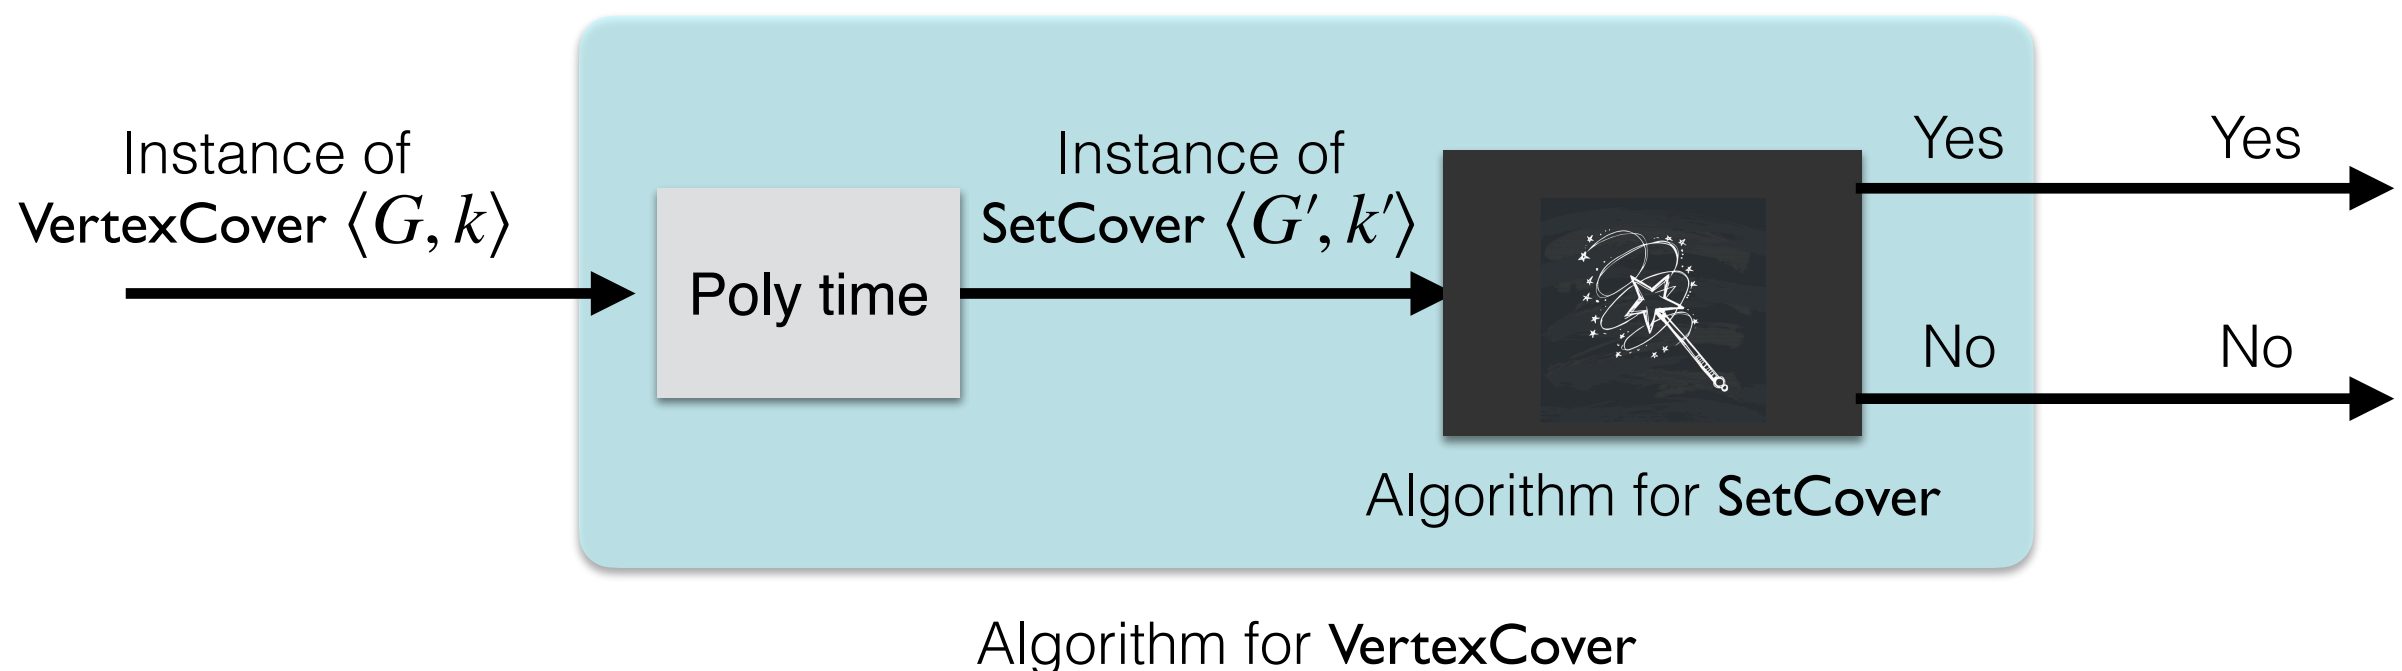 Instance of
VertexCover ⟨G, k⟩
Poly time
Instance of
SetCover ⟨G′, k′⟩
Yes
Yes
No
No
Algorithm for SetCover
Algorithm for VertexCover